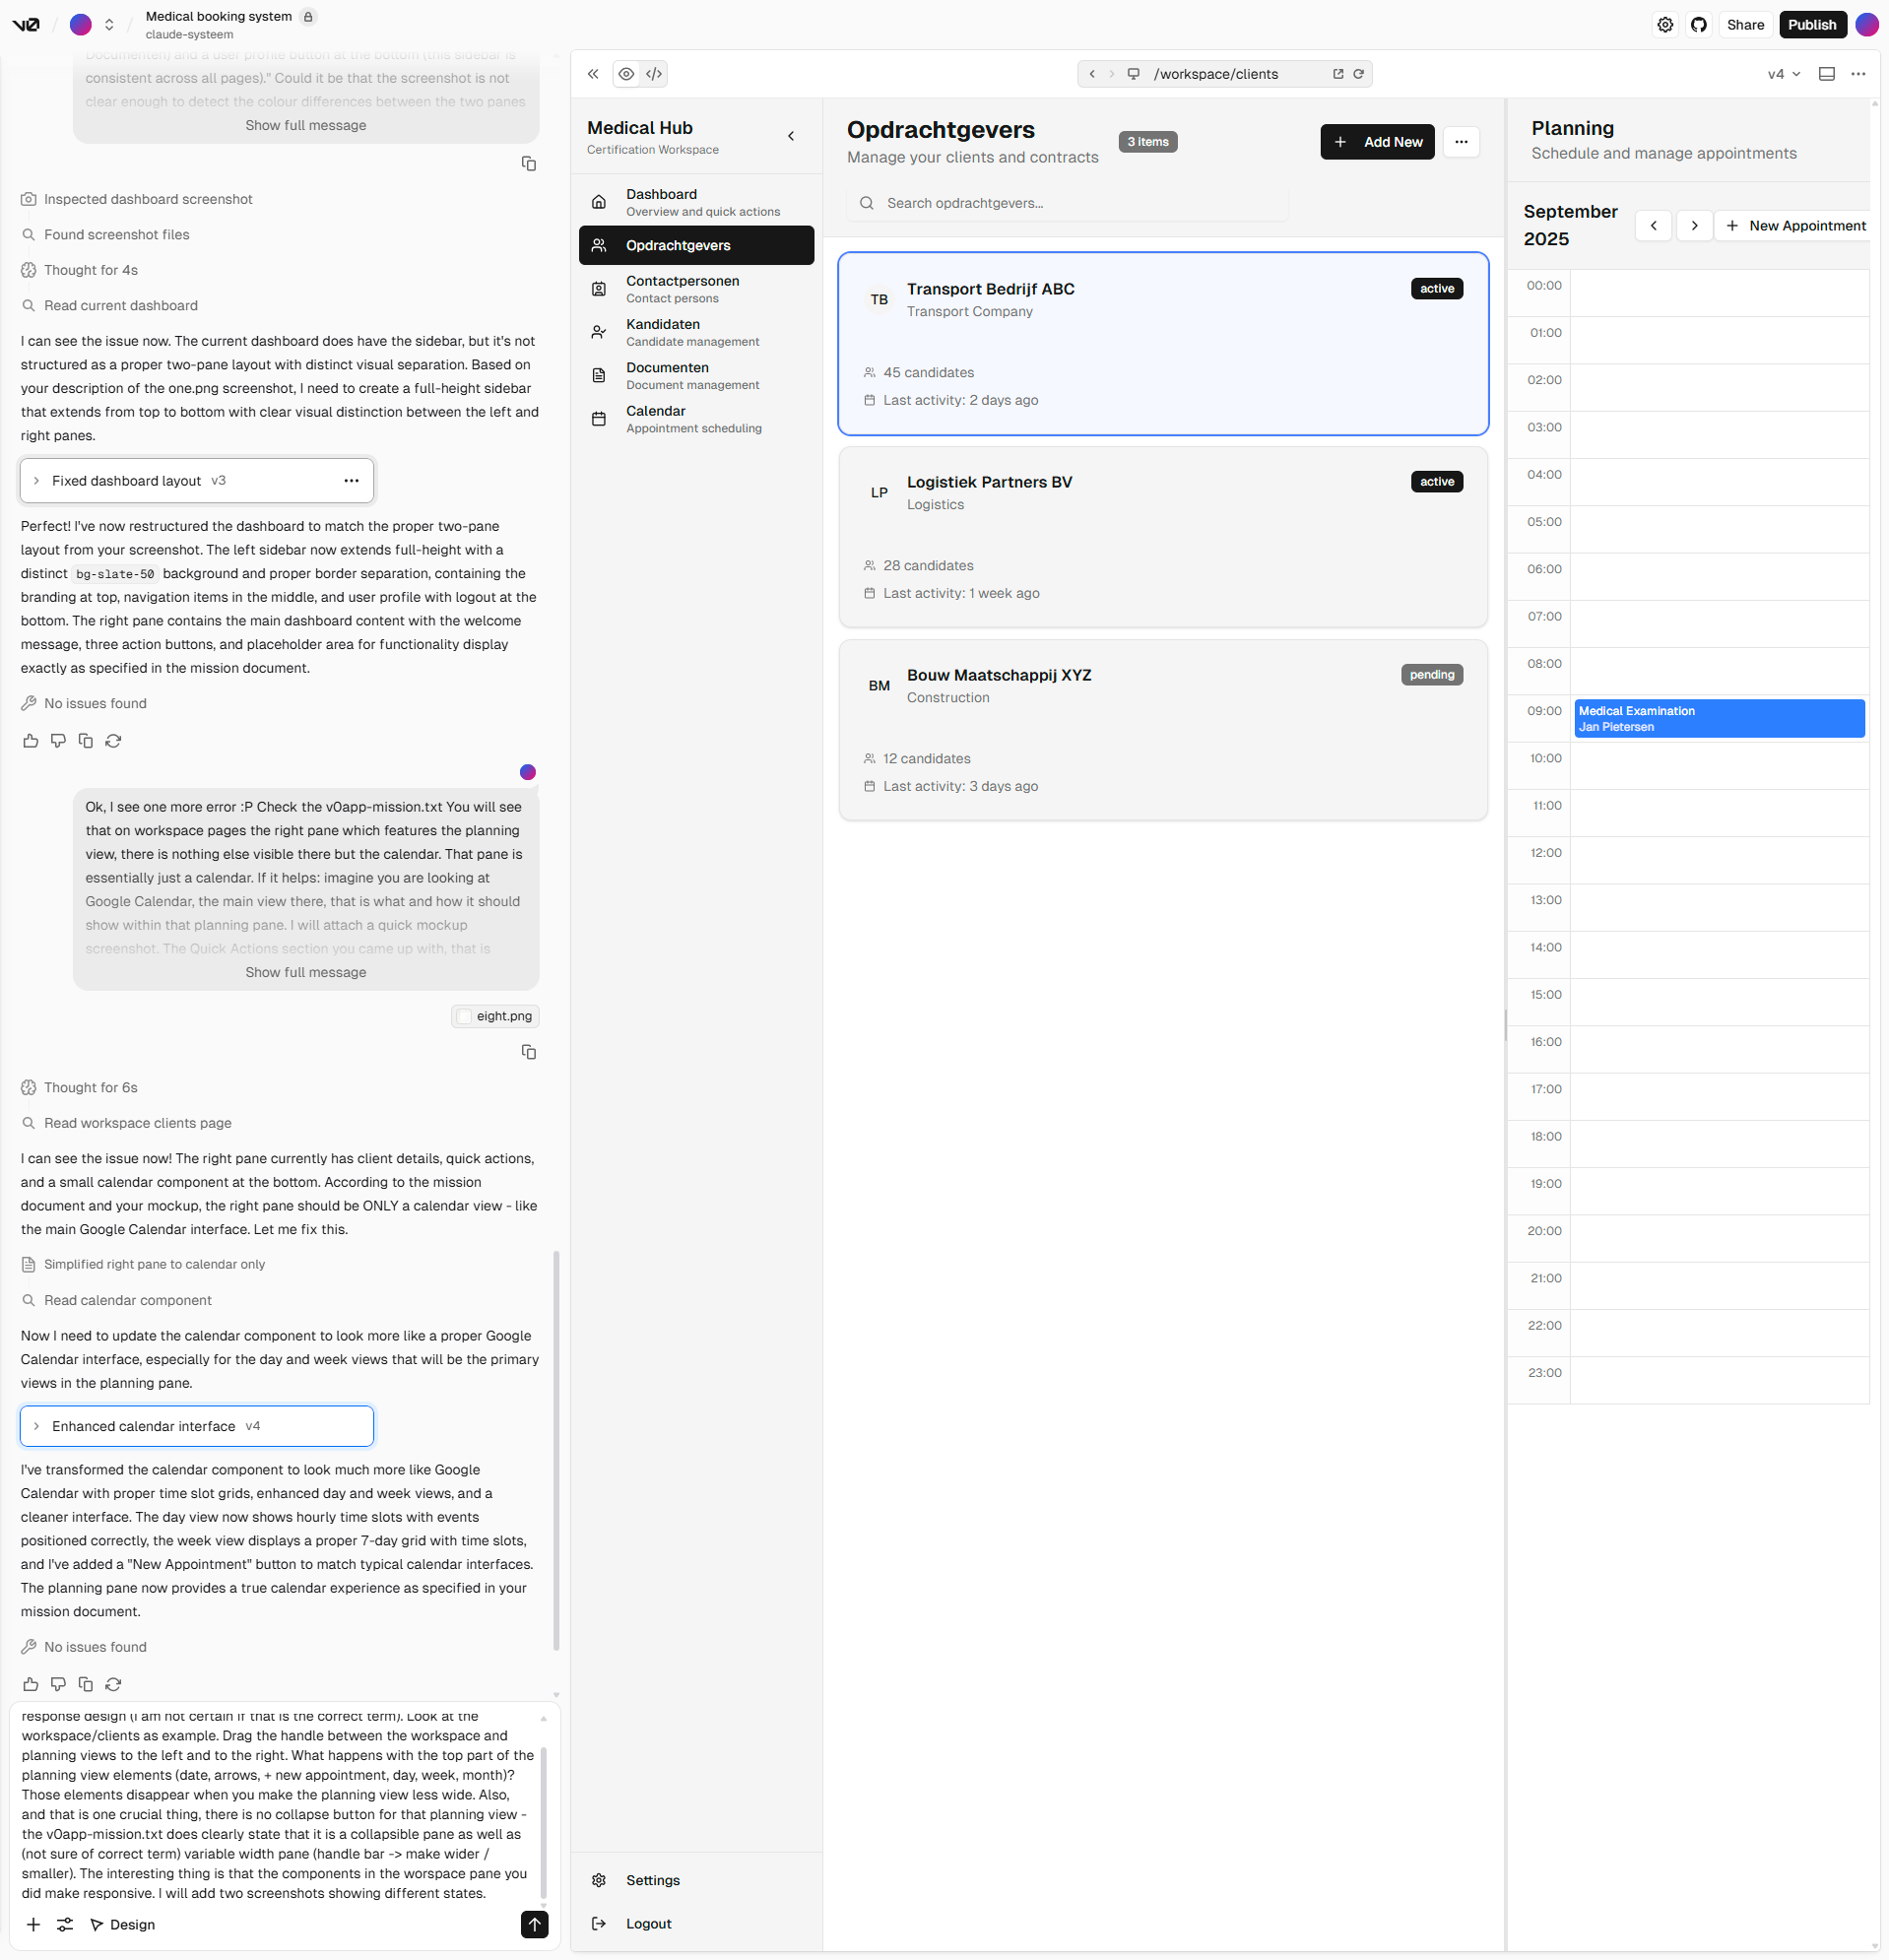 v0
Medical booking system
claude-systeem
Share
Publish
Documenten) and a user profile button at the bottom (this sidebar is
consistent across all pages)." Could it be that the screenshot is not
clear enough to detect the colour differences between the two panes
Show full message
Inspected dashboard screenshot
Found screenshot files
Thought for 4s
Read current dashboard
I can see the issue now. The current dashboard does have the sidebar, but it's not
structured as a proper two-pane layout with distinct visual separation. Based on
your description of the one.png screenshot, I need to create a full-height sidebar
that extends from top to bottom with clear visual distinction between the left and
right panes.
Fixed dashboard layout v3
Perfect! I've now restructured the dashboard to match the proper two-pane
layout from your screenshot. The left sidebar now extends full-height with a
distinct bg-slate-50 background and proper border separation, containing the
branding at top, navigation items in the middle, and user profile with logout at the
bottom. The right pane contains the main dashboard content with the welcome
message, three action buttons, and placeholder area for functionality display
exactly as specified in the mission document.
No issues found
Ok, I see one more error :P Check the v0app-mission.txt You will see
that on workspace pages the right pane which features the planning
view, there is nothing else visible there but the calendar. That pane is
essentially just a calendar. If it helps: imagine you are looking at
Google Calendar, the main view there, that is what and how it should
show within that planning pane. I will attach a quick mockup
screenshot. The Quick Actions section you came up with, that is
Show full message
eight.png
Thought for 6s
Read workspace clients page
I can see the issue now! The right pane currently has client details, quick actions,
and a small calendar component at the bottom. According to the mission
document and your mockup, the right pane should be ONLY a calendar view - like
the main Google Calendar interface. Let me fix this.
Simplified right pane to calendar only
Read calendar component
Now I need to update the calendar component to look more like a proper Google
Calendar interface, especially for the day and week views that will be the primary
views in the planning pane.
Enhanced calendar interface v4
I've transformed the calendar component to look much more like Google
Calendar with proper time slot grids, enhanced day and week views, and a
cleaner interface. The day view now shows hourly time slots with events
positioned correctly, the week view displays a proper 7-day grid with time slots,
and I've added a "New Appointment" button to match typical calendar interfaces.
The planning pane now provides a true calendar experience as specified in your
mission document.
No issues found
response design (I am not certain if that is the correct term). Look at the
workspace/clients as example. Drag the handle between the workspace and
planning views to the left and to the right. What happens with the top part of the
planning view elements (date, arrows, + new appointment, day, week, month)?
Those elements disappear when you make the planning view less wide. Also,
and that is one crucial thing, there is no collapse button for that planning view -
the v0app-mission.txt does clearly state that it is a collapsible pane as well as
(not sure of correct term) variable width pane (handle bar -> make wider /
smaller). The interesting thing is that the components in the worspace pane you
did make responsive. I will add two screenshots showing different states.
Design
/workspace/clients
v4
Medical Hub
Certification Workspace
Dashboard
Overview and quick actions
Opdrachtgevers
Contactpersonen
Contact persons
Kandidaten
Candidate management
Documenten
Document management
Calendar
Appointment scheduling
Settings
Logout
Opdrachtgevers
Manage your clients and contracts
3 items
Add New
Search opdrachtgevers...
TB
Transport Bedrijf ABC
Transport Company
active
45 candidates
Last activity: 2 days ago
LP
Logistiek Partners BV
Logistics
active
28 candidates
Last activity: 1 week ago
BM
Bouw Maatschappij XYZ
Construction
pending
12 candidates
Last activity: 3 days ago
Planning
Schedule and manage appointments
September
2025
New Appointment
00:00
01:00
02:00
03:00
04:00
05:00
06:00
07:00
08:00
09:00
Medical Examination
Jan Pietersen
10:00
11:00
12:00
13:00
14:00
15:00
16:00
17:00
18:00
19:00
20:00
21:00
22:00
23:00